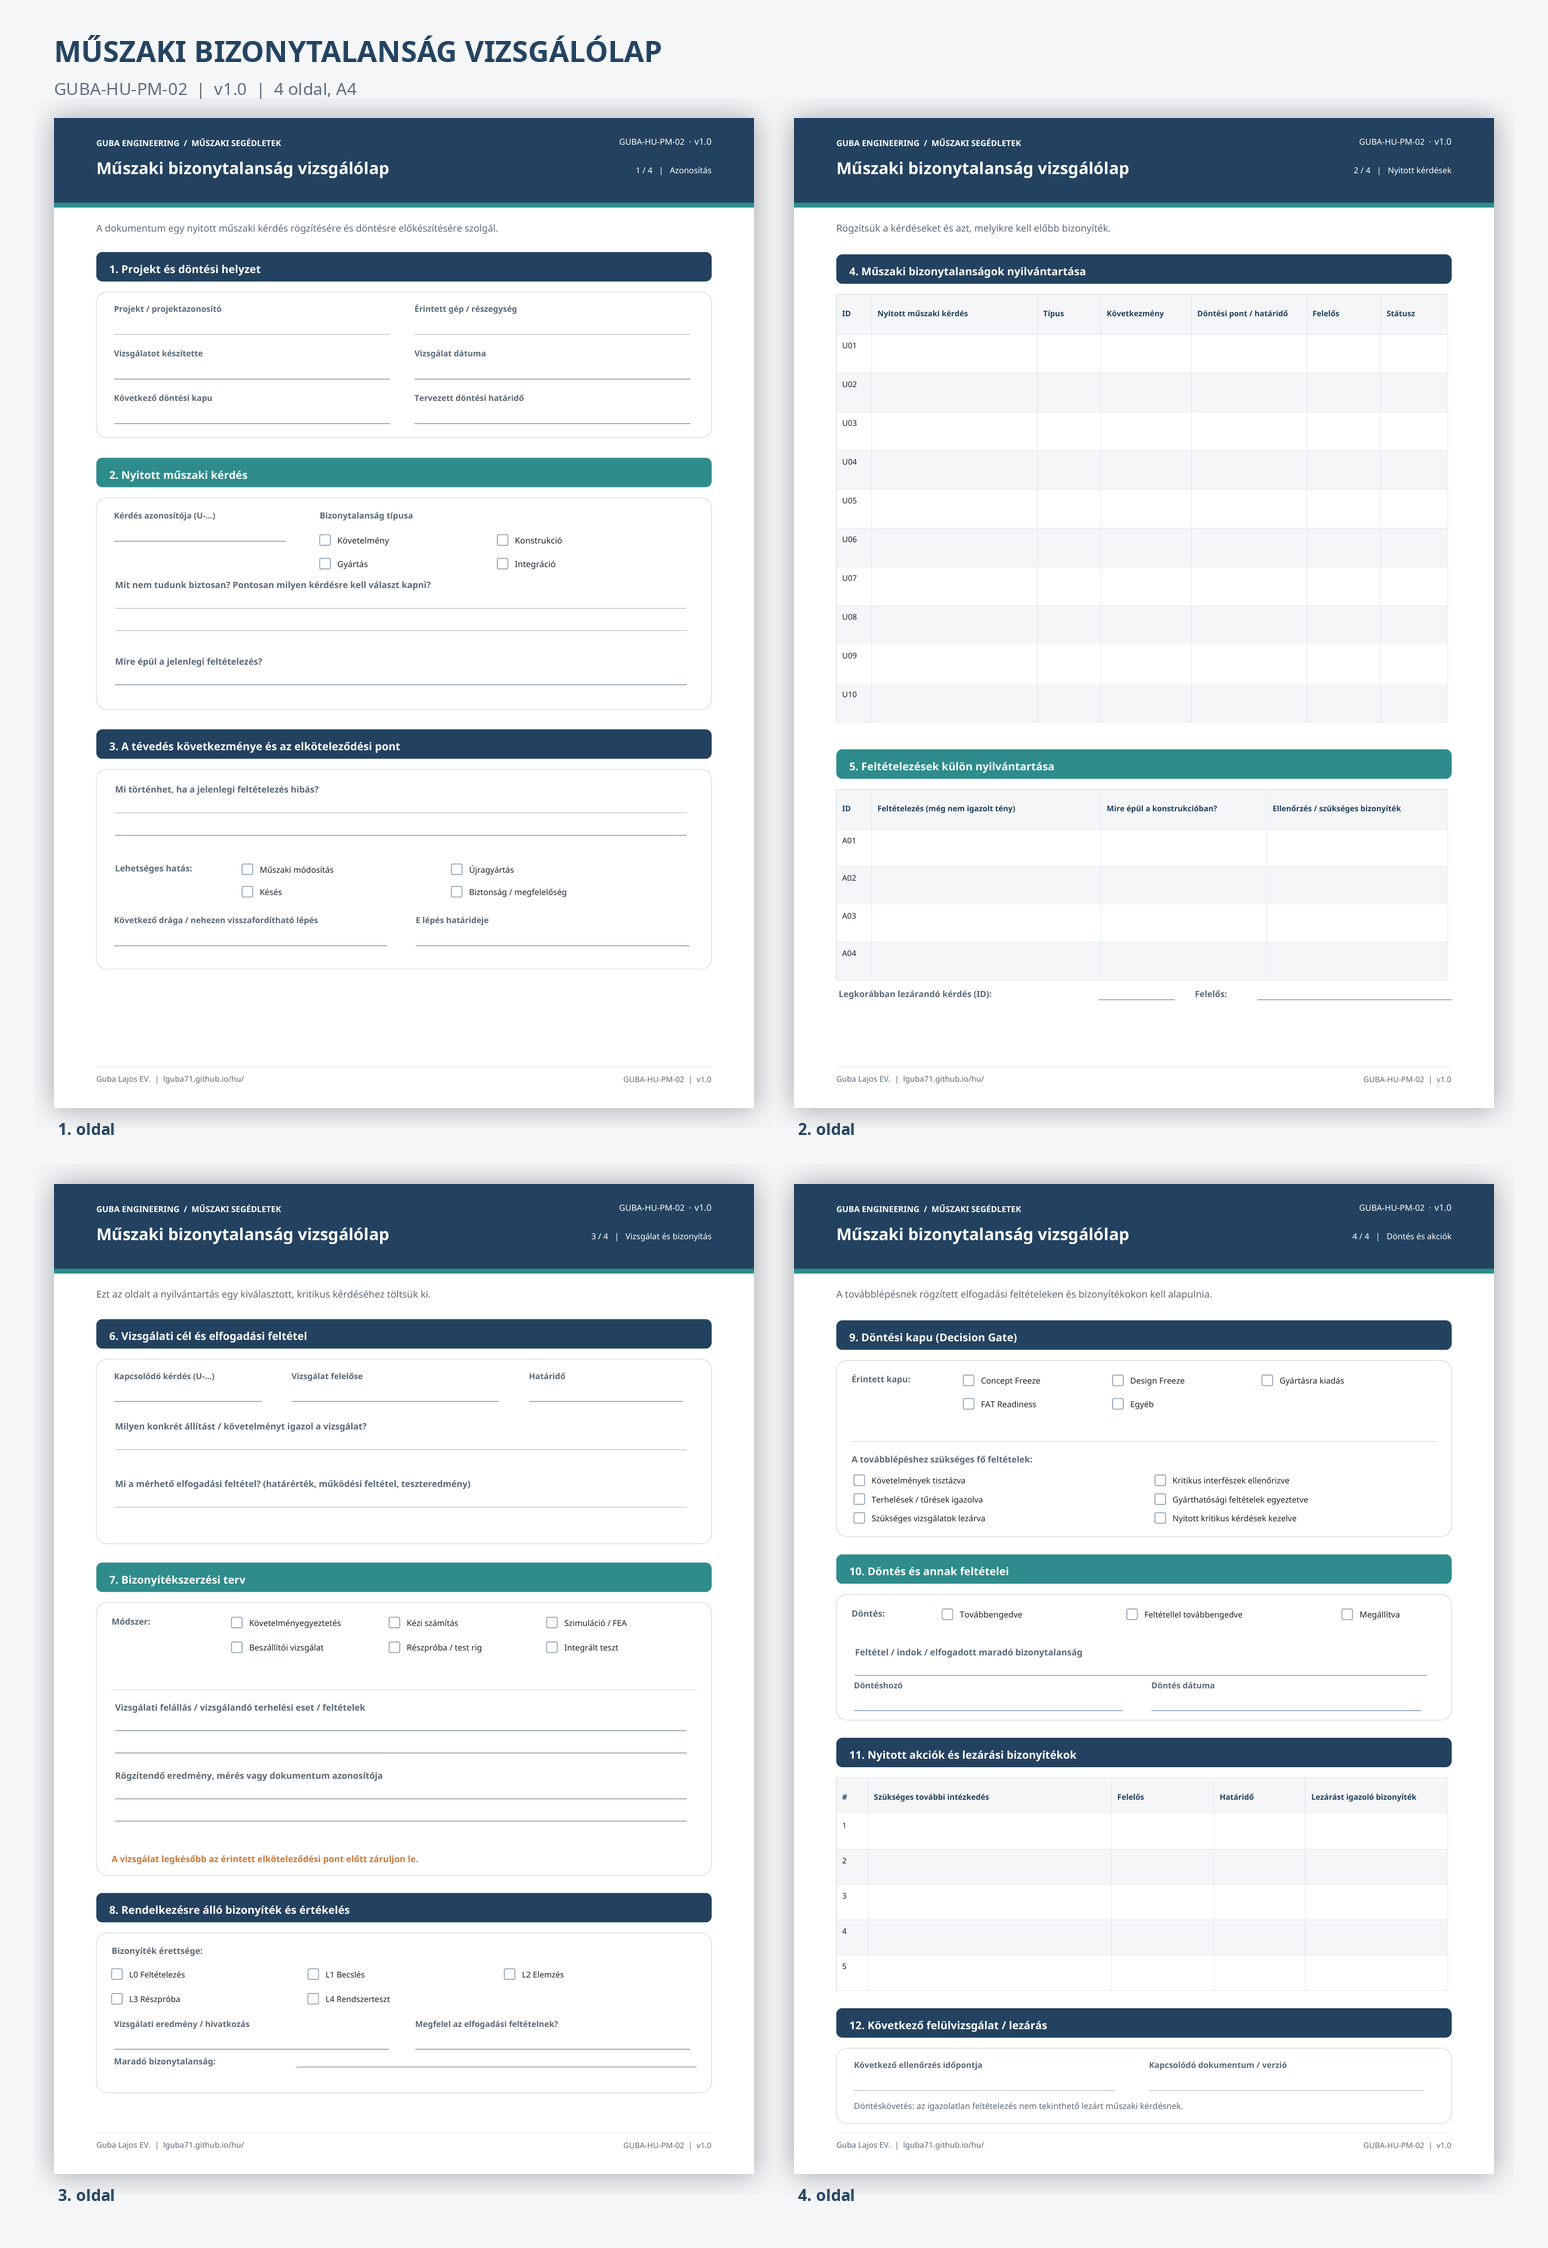 MŰSZAKI BIZONYTALANSÁG VIZSGÁLÓLAP
GUBA-HU-PM-02 | v1.0 | 4 oldal, A4
GUBA ENGINEERING / MŰSZAKI SEGÉDLETEK
GUBA-HU-PM-02 · v1.0
Műszaki bizonytalanság vizsgálólap
1 / 4 | Azonosítás
A dokumentum egy nyitott műszaki kérdés rögzítésére és döntésre előkészítésére szolgál.
1. Projekt és döntési helyzet
Projekt / projektazonosító
Érintett gép / részegység
Vizsgálatot készítette
Vizsgálat dátuma
Következő döntési kapu
Tervezett döntési határidő
2. Nyitott műszaki kérdés
Kérdés azonosítója (U-...)
Bizonytalanság típusa
Követelmény
Konstrukció
Gyártás
Integráció
Mit nem tudunk biztosan? Pontosan milyen kérdésre kell választ kapni?
Mire épül a jelenlegi feltételezés?
3. A tévedés következménye és az elköteleződési pont
Mi történhet, ha a jelenlegi feltételezés hibás?
Lehetséges hatás:
Műszaki módosítás
Újragyártás
Késés
Biztonság / megfelelőség
Következő drága / nehezen visszafordítható lépés
E lépés határideje
Guba Lajos EV. | lguba71.github.io/hu/
GUBA-HU-PM-02 | v1.0
1. oldal
GUBA ENGINEERING / MŰSZAKI SEGÉDLETEK
GUBA-HU-PM-02 · v1.0
Műszaki bizonytalanság vizsgálólap
2 / 4 | Nyitott kérdések
Rögzítsük a kérdéseket és azt, melyikre kell előbb bizonyíték.
4. Műszaki bizonytalanságok nyilvántartása
ID Nyitott műszaki kérdés Típus Következmény Döntési pont / határidő Felelős Státusz
U01
U02
U03
U04
U05
U06
U07
U08
U09
U10
5. Feltételezések külön nyilvántartása
ID Feltételezés (még nem igazolt tény) Mire épül a konstrukcióban? Ellenőrzés / szükséges bizonyíték
A01
A02
A03
A04
Legkorábban lezárandó kérdés (ID):
Felelős:
Guba Lajos EV. | lguba71.github.io/hu/
GUBA-HU-PM-02 | v1.0
2. oldal
GUBA ENGINEERING / MŰSZAKI SEGÉDLETEK
GUBA-HU-PM-02 · v1.0
Műszaki bizonytalanság vizsgálólap
3 / 4 | Vizsgálat és bizonyítás
Ezt az oldalt a nyilvántartás egy kiválasztott, kritikus kérdéséhez töltsük ki.
6. Vizsgálati cél és elfogadási feltétel
Kapcsolódó kérdés (U-...)
Vizsgálat felelőse
Határidő
Milyen konkrét állítást / követelményt igazol a vizsgálat?
Mi a mérhető elfogadási feltétel? (határérték, működési feltétel, teszteredmény)
7. Bizonyítékszerzési terv
Módszer:
Követelményegyeztetés
Kézi számítás
Szimuláció / FEA
Beszállítói vizsgálat
Részpróba / test rig
Integrált teszt
Vizsgálati felállás / vizsgálandó terhelési eset / feltételek
Rögzítendő eredmény, mérés vagy dokumentum azonosítója
A vizsgálat legkésőbb az érintett elköteleződési pont előtt záruljon le.
8. Rendelkezésre álló bizonyíték és értékelés
Bizonyíték érettsége:
L0 Feltételezés
L1 Becslés
L2 Elemzés
L3 Részpróba
L4 Rendszerteszt
Vizsgálati eredmény / hivatkozás
Megfelel az elfogadási feltételnek?
Maradó bizonytalanság:
Guba Lajos EV. | lguba71.github.io/hu/
GUBA-HU-PM-02 | v1.0
3. oldal
GUBA ENGINEERING / MŰSZAKI SEGÉDLETEK
GUBA-HU-PM-02 · v1.0
Műszaki bizonytalanság vizsgálólap
4 / 4 | Döntés és akciók
A továbblépésnek rögzített elfogadási feltételeken és bizonyítékokon kell alapulnia.
9. Döntési kapu (Decision Gate)
Érintett kapu:
Concept Freeze
Design Freeze
Gyártásra kiadás
FAT Readiness
Egyéb
A továbblépéshez szükséges fő feltételek:
Követelmények tisztázva
Kritikus interfészek ellenőrizve
Terhelések / tűrések igazolva
Gyárthatósági feltételek egyeztetve
Szükséges vizsgálatok lezárva
Nyitott kritikus kérdések kezelve
10. Döntés és annak feltételei
Döntés:
Továbbengedve
Feltétellel továbbengedve
Megállítva
Feltétel / indok / elfogadott maradó bizonytalanság
Döntéshozó
Döntés dátuma
11. Nyitott akciók és lezárási bizonyítékok
# Szükséges további intézkedés Felelős Határidő Lezárást igazoló bizonyíték
1
2
3
4
5
12. Következő felülvizsgálat / lezárás
Következő ellenőrzés időpontja
Kapcsolódó dokumentum / verzió
Döntéskövetés: az igazolatlan feltételezés nem tekinthető lezárt műszaki kérdésnek.
Guba Lajos EV. | lguba71.github.io/hu/
GUBA-HU-PM-02 | v1.0
4. oldal